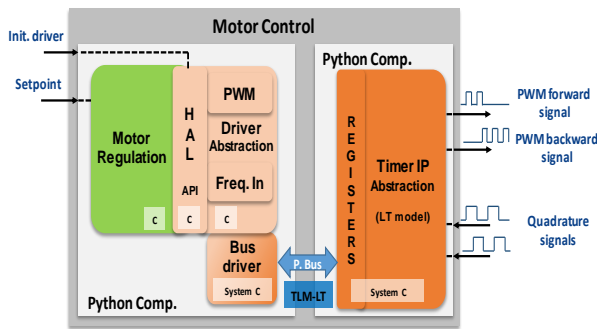 Motor Control
Init. driver
Setpoint
Python Comp.
Motor
Regulation
C
H
A
L
API
C
PWM
Driver
Abstraction
Freq. In
C
Bus
driver
System C
Python Comp.
P. Bus
TLM-LT
R
E
G
I
S
T
E
R
S
Timer IP
Abstraction
(LT model)
System C
PWM forward
signal
PWM backward
signal
Quadrature
signals